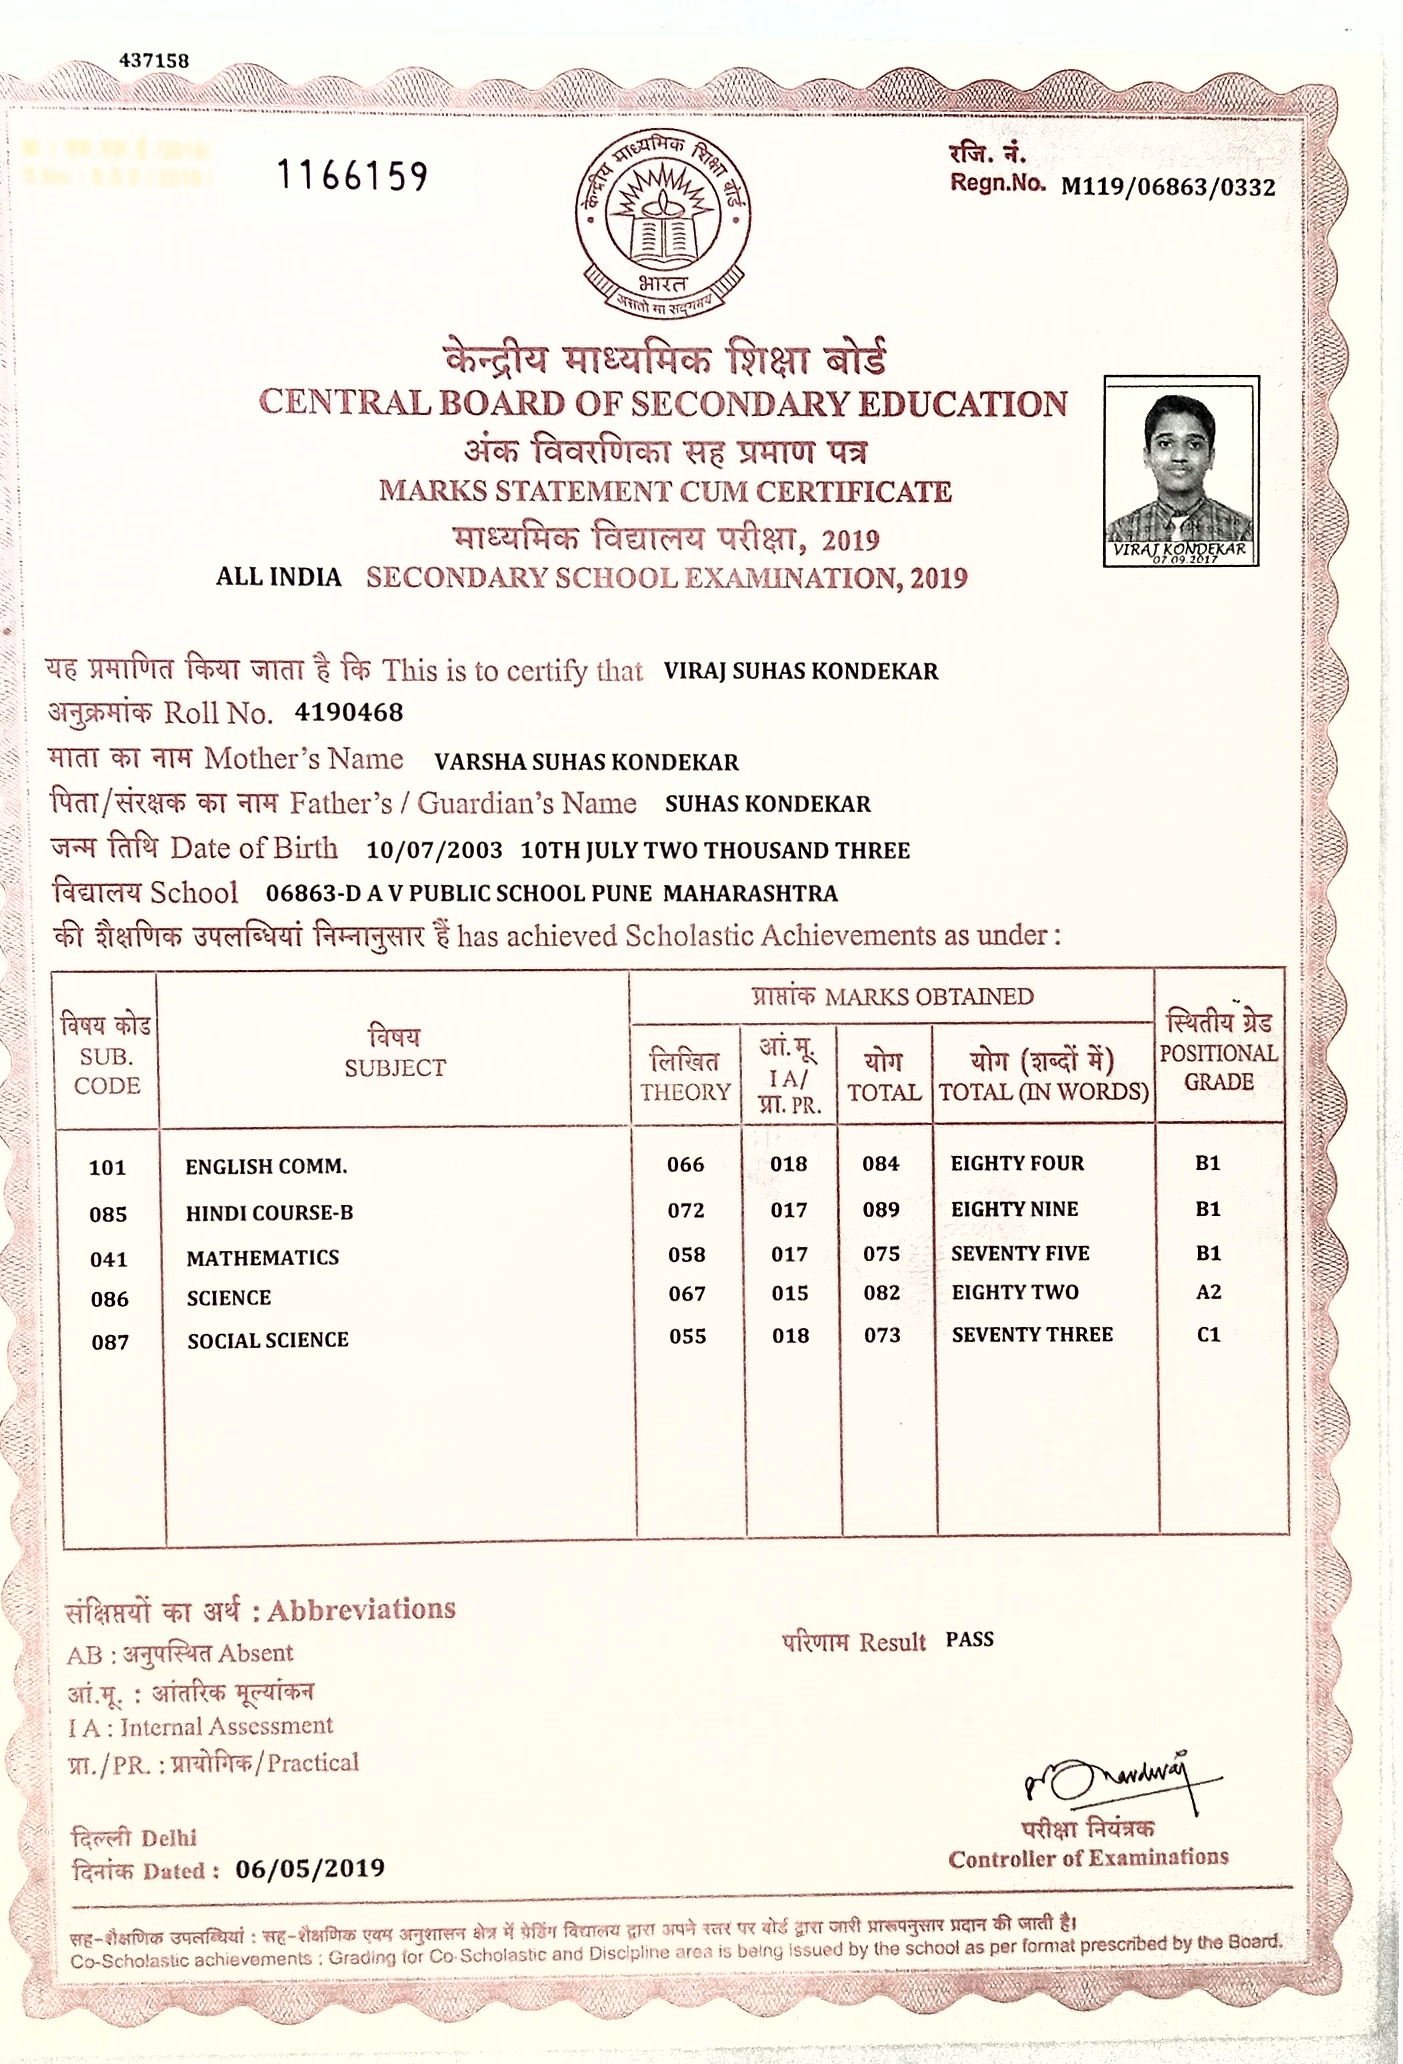 437158
1166159
रजि. नं.
Regn.No. M119/06863/0332
केन्द्रीय माध्यमिक शिक्षा बोर्ड
भारत
असतो मा सद्गमय
केन्द्रीय माध्यमिक शिक्षा बोर्ड
CENTRAL BOARD OF SECONDARY EDUCATION
अंक विवरणिका सह प्रमाण पत्र
MARKS STATEMENT CUM CERTIFICATE
माध्यमिक विद्यालय परीक्षा, 2019
ALL INDIA SECONDARY SCHOOL EXAMINATION, 2019
VIRAJ KONDEKAR
07.09.2017
यह प्रमाणित किया जाता है कि This is to certify that VIRAJ SUHAS KONDEKAR
अनुक्रमांक Roll No. 4190468
माता का नाम Mother's Name VARSHA SUHAS KONDEKAR
पिता/संरक्षक का नाम Father's / Guardian's Name SUHAS KONDEKAR
जन्म तिथि Date of Birth 10/07/2003 10TH JULY TWO THOUSAND THREE
विद्यालय School 06863-D A V PUBLIC SCHOOL PUNE MAHARASHTRA
की शैक्षणिक उपलब्धियां निम्नानुसार हैं has achieved Scholastic Achievements as under :
विषय कोड
SUB.
CODE
विषय
SUBJECT
प्राप्तांक MARKS OBTAINED
लिखित
THEORY
आं.मू.
I A/
प्रा. PR.
योग
TOTAL
योग (शब्दों में)
TOTAL (IN WORDS)
स्थितीय ग्रेड
POSITIONAL
GRADE
101 ENGLISH COMM. 066 018 084 EIGHTY FOUR B1
085 HINDI COURSE-B 072 017 089 EIGHTY NINE B1
041 MATHEMATICS 058 017 075 SEVENTY FIVE B1
086 SCIENCE 067 015 082 EIGHTY TWO A2
087 SOCIAL SCIENCE 055 018 073 SEVENTY THREE C1
संक्षिप्तयों का अर्थ : Abbreviations
AB : अनुपस्थित Absent
परिणाम Result PASS
आं.मू. : आंतरिक मूल्यांकन
I A : Internal Assessment
प्रा./PR. : प्रायोगिक/Practical
दिल्ली Delhi
दिनांक Dated : 06/05/2019
परीक्षा नियंत्रक
Controller of Examinations
सह-शैक्षणिक उपलब्धियां : सह-शैक्षणिक एवम अनुशासन क्षेत्र में ग्रेडिंग विद्यालय द्वारा अपने स्तर पर बोर्ड द्वारा जारी प्रारूपनुसार प्रदान की जाती है।
Co-Scholastic achievements : Grading for Co-Scholastic and Discipline area is being issued by the school as per format prescribed by the Board.